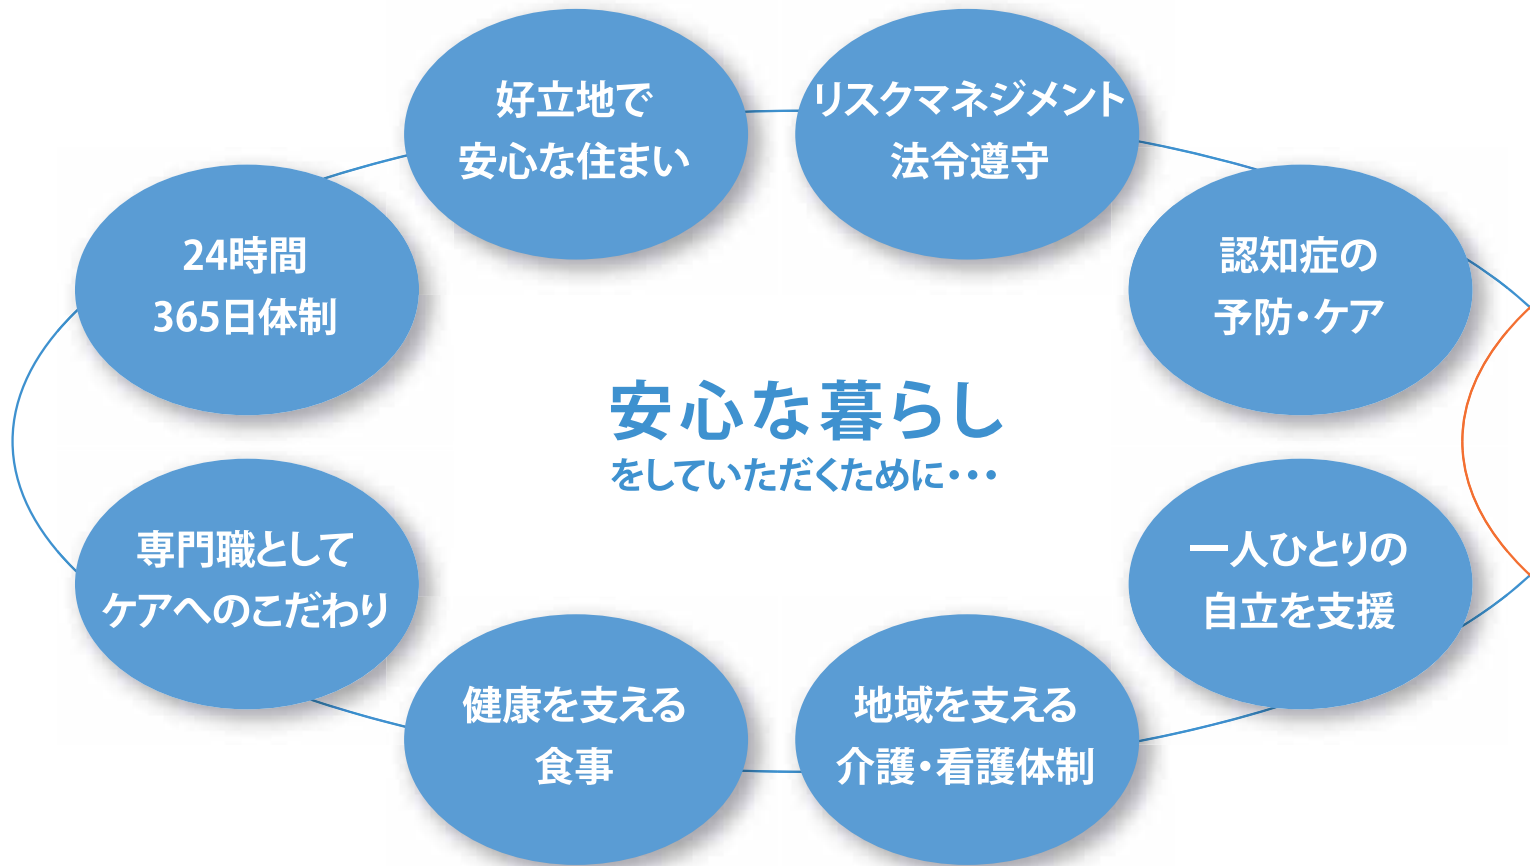 好立地で
安心な住まい
リスクマネジメント
法令遵守
24時間
365日体制
認知症の
予防・ケア
安心な暮らし
をしていただくために・・・
専門職として
ケアへのこだわり
一人ひとりの
自立を支援
健康を支える
食事
地域を支える
介護・看護体制